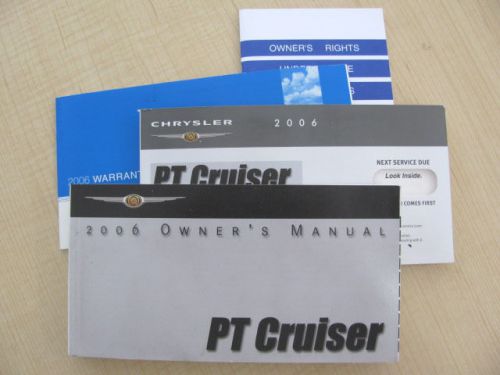 OWNER'S RIGHTS
CHRYSLER 2006
NEXT SERVICE DUE
Look Inside.
2006 WARRANT
PT Cruiser
COMES FIRST
2006 OWNER'S MANUAL
PT Cruiser